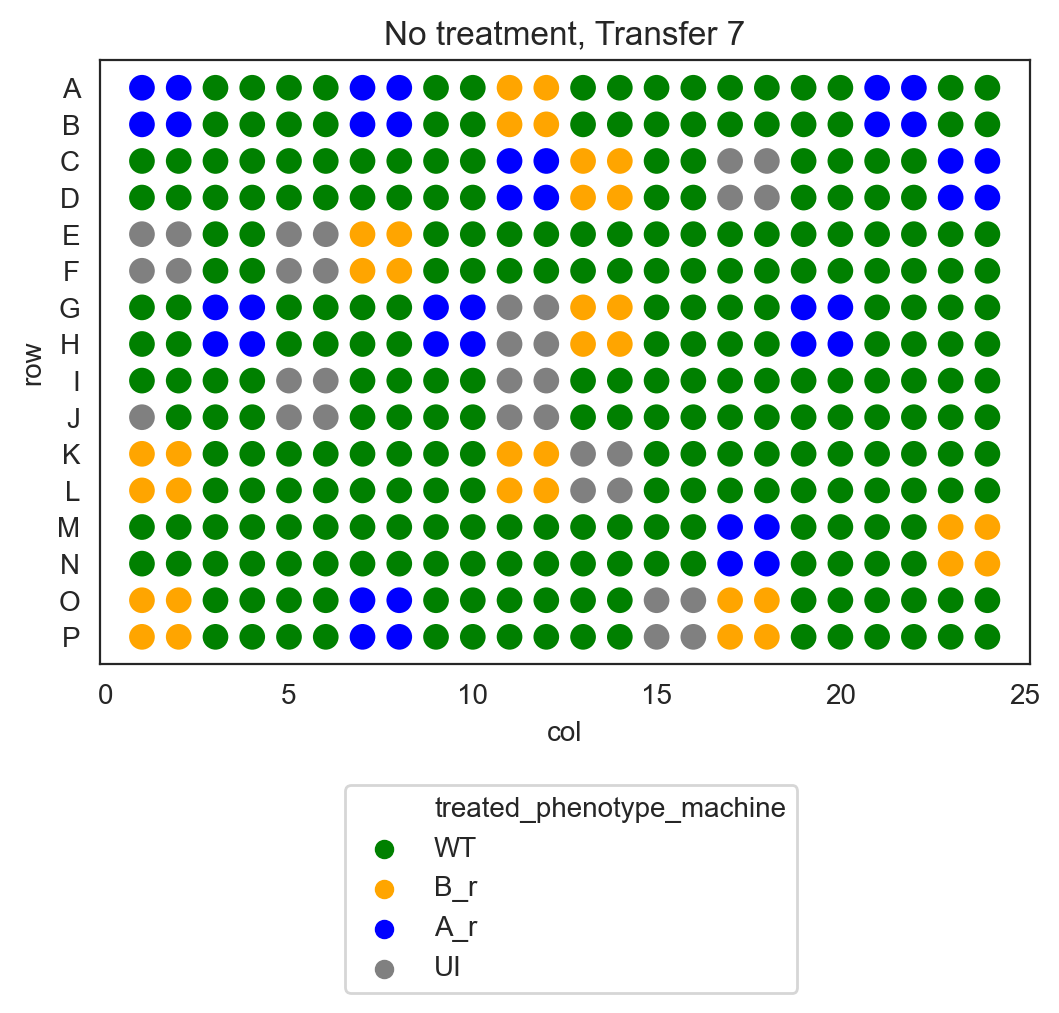 No treatment, Transfer 7
A
B
C
D
E
F
G
H
I
J
K
L
M
N
O
P
row
0 5 10 15 20 25
col
treated_phenotype_machine
WT
B_r
A_r
UI